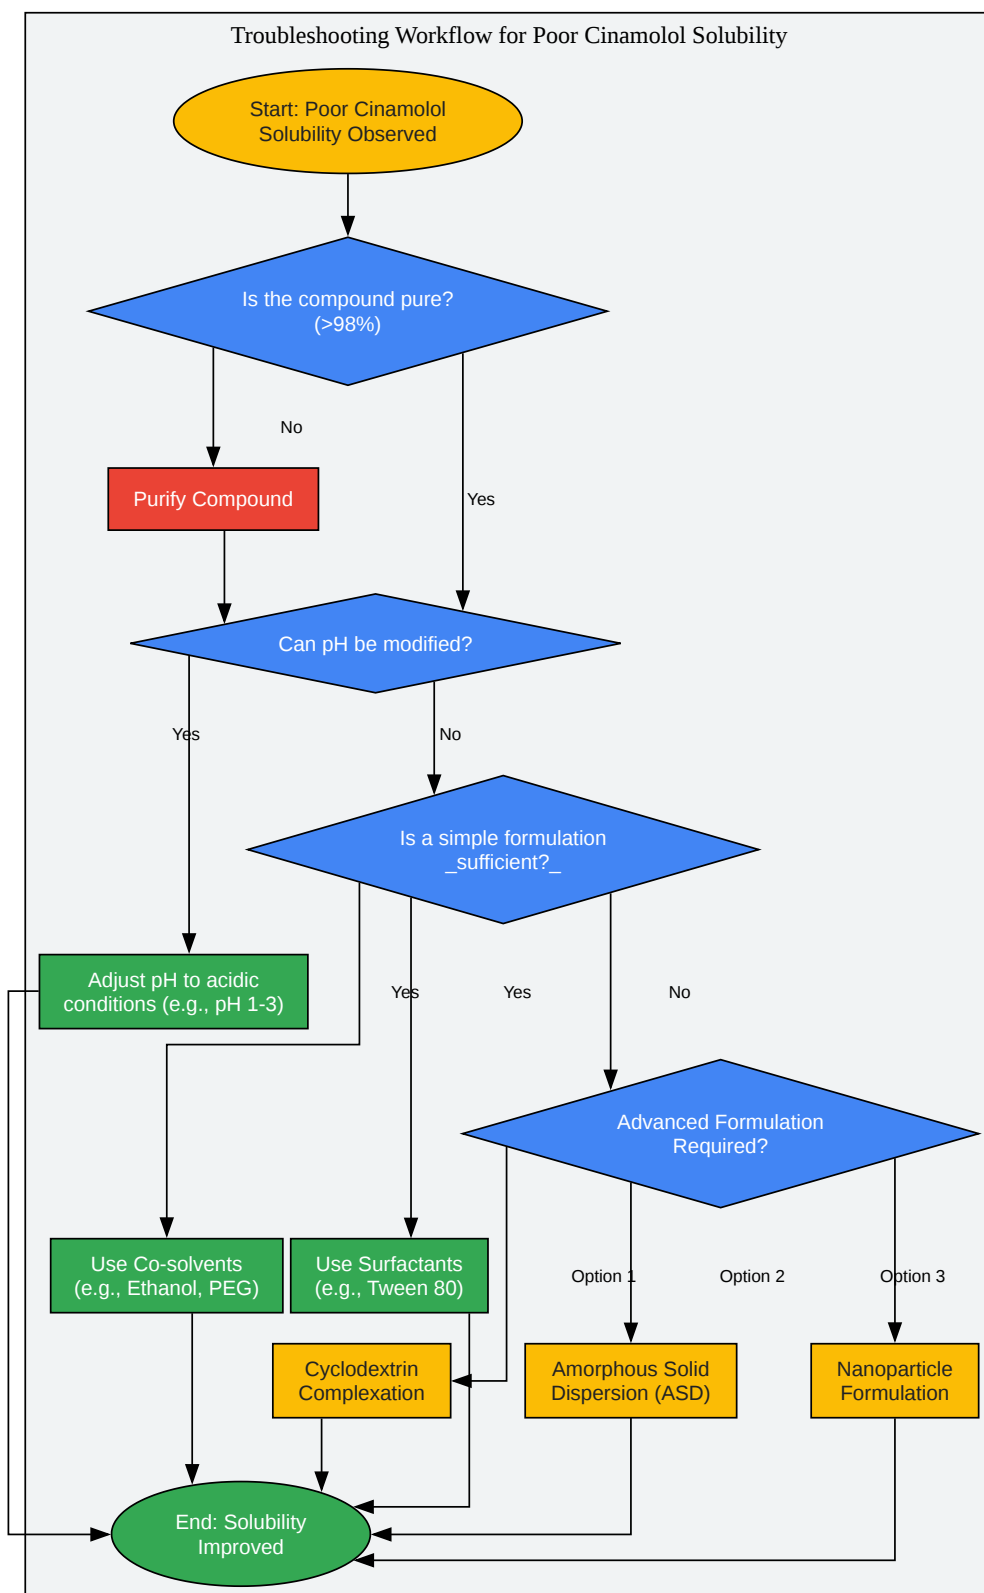 Troubleshooting Workflow for Poor Cinamolol Solubility
Start: Poor Cinamolol
Solubility Observed
Is the compound pure?
(>98%)
No
Purify Compound
Yes
Can pH be modified?
Yes
No
Is a simple formulation
_sufficient?_
Adjust pH to acidic
conditions (e.g., pH 1-3)
Yes
Yes
No
Advanced Formulation
Required?
Use Co-solvents
(e.g., Ethanol, PEG)
Use Surfactants
(e.g., Tween 80)
Option 1
Option 2
Option 3
Cyclodextrin
Complexation
Amorphous Solid
Dispersion (ASD)
Nanoparticle
Formulation
End: Solubility
Improved